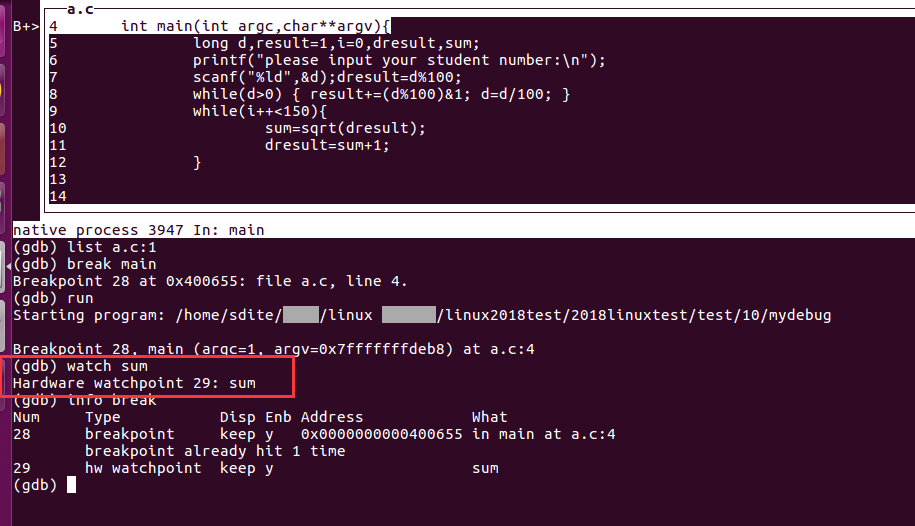 a.c
B+> 4 int main(int argc,char**argv){
5 long d,result=1,i=0,dresult,sum;
6 printf("please input your student number:\n");
7 scanf("%ld",&d);dresult=d%100;
8 while(d>0) { result+=(d%100)&1; d=d/100; }
9 while(i++<150){
10 sum=sqrt(dresult);
11 dresult=sum+1;
12 }
13
14
native process 3947 In: main
(gdb) list a.c:1
(gdb) break main
Breakpoint 28 at 0x400655: file a.c, line 4.
(gdb) run
Starting program: /home/sdite/ /linux /linux2018test/2018linuxtest/test/10/mydebug
Breakpoint 28, main (argc=1, argv=0x7fffffffdeb8) at a.c:4
(gdb) watch sum
Hardware watchpoint 29: sum
(gdb) info break
Num Type Disp Enb Address What
28 breakpoint keep y 0x0000000000400655 in main at a.c:4
breakpoint already hit 1 time
29 hw watchpoint keep y sum
(gdb)